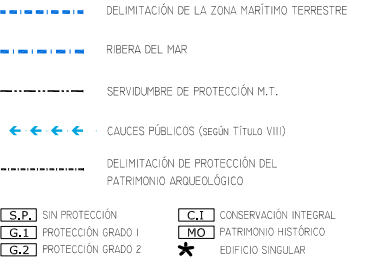 DELIMITACIÓN DE LA ZONA MARÍTIMO TERRESTRE
RIBERA DEL MAR
SERVIDUMBRE DE PROTECCIÓN M.T.
CAUCES PÚBLICOS (SEGÚN TÍTULO VIII)
DELIMITACIÓN DE PROTECCIÓN DEL
PATRIMONIO ARQUEOLÓGICO
S.P. SIN PROTECCIÓN
G.1 PROTECCIÓN GRADO I
G.2 PROTECCIÓN GRADO 2
C.I CONSERVACIÓN INTEGRAL
MO PATRIMONIO HISTÓRICO
EDIFICIO SINGULAR